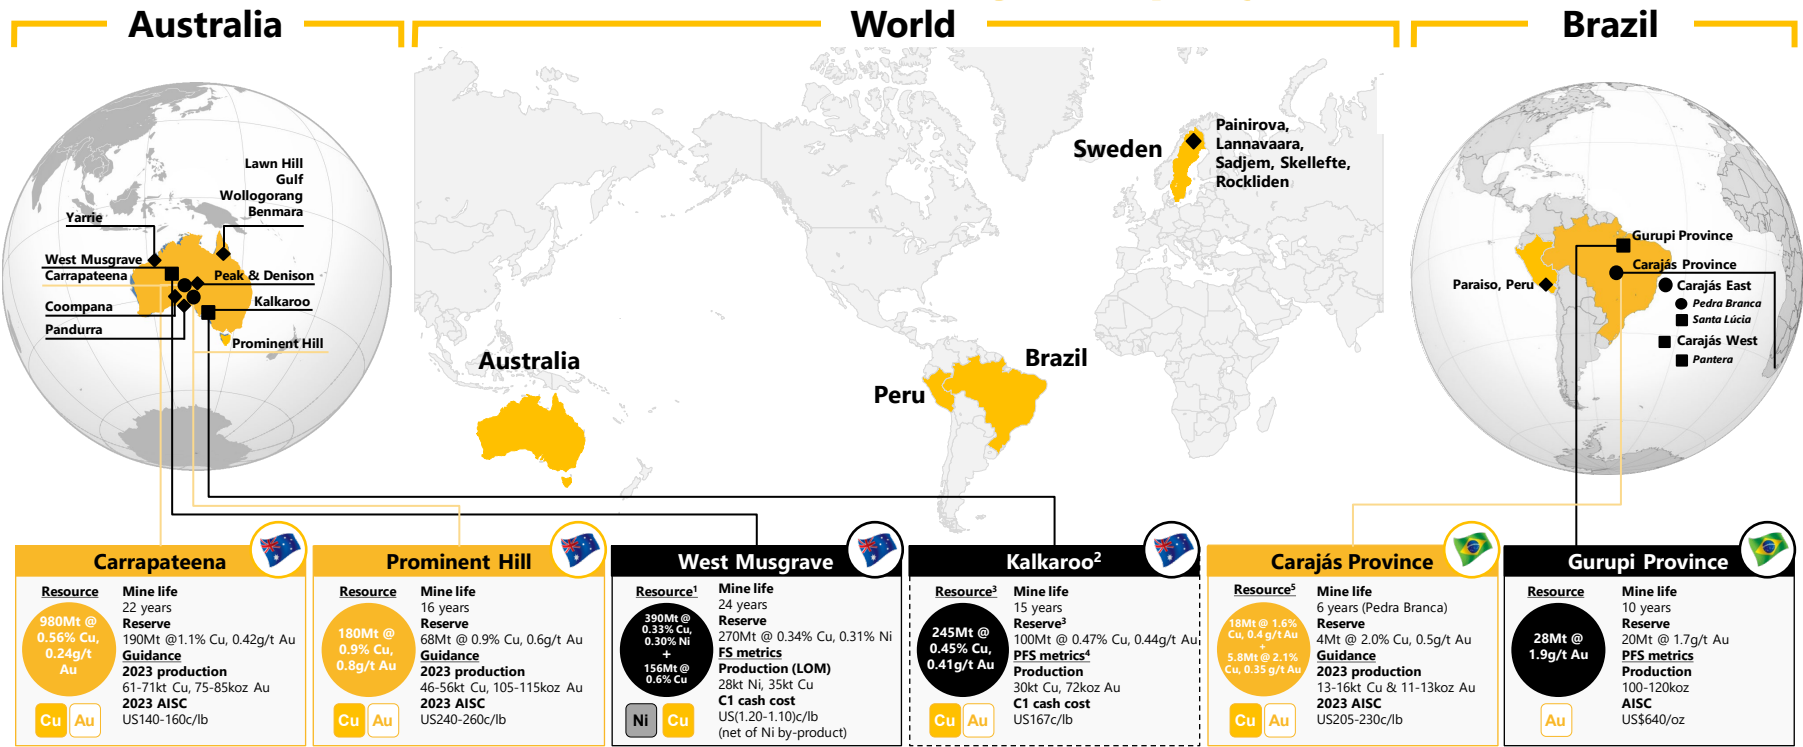 Australia
World
Brazil
Lawn Hill
Gulf
Wollogorang
Benmara
Yarrie
West Musgrave
Carrapateena
Peak & Denison
Coompana
Kalkaroo
Pandurra
Prominent Hill
Sweden
Painirova,
Lannavaara,
Sadjem, Skellefte,
Rockliden
Australia
Peru
Brazil
Gurupi Province
Carajás Province
Paraiso, Peru
Carajás East
Pedra Branca
Santa Lúcia
Carajás West
Pantera
Carrapateena
Resource
980Mt @
0.56% Cu,
0.24g/t
Au
Mine life
22 years
Reserve
190Mt @1.1% Cu, 0.42g/t Au
Guidance
2023 production
61-71kt Cu, 75-85koz Au
2023 AISC
US140-160c/lb
Cu Au
Prominent Hill
Resource
180Mt @
0.9% Cu,
0.8g/t Au
Mine life
16 years
Reserve
68Mt @ 0.9% Cu, 0.6g/t Au
Guidance
2023 production
46-56kt Cu, 105-115koz Au
2023 AISC
US240-260c/lb
Cu Au
West Musgrave
Resource¹
390Mt @
0.33% Cu,
0.30% Ni
+
156Mt @
0.6% Cu
Mine life
24 years
Reserve
270Mt @ 0.34% Cu, 0.31% Ni
FS metrics
Production (LOM)
28kt Ni, 35kt Cu
C1 cash cost
US(1.20-1.10)c/lb
(net of Ni by-product)
Ni Cu
Kalkaroo²
Resource³
245Mt @
0.45% Cu,
0.41g/t Au
Mine life
15 years
Reserve³
100Mt @ 0.47% Cu, 0.44g/t Au
PFS metrics⁴
Production
30kt Cu, 72koz Au
C1 cash cost
US167c/lb
Cu Au
Carajás Province
Resource⁵
18Mt @ 1.6%
Cu, 0.4 g/t Au
+
5.8Mt @ 2.1%
Cu, 0.35 g/t Au
Mine life
6 years (Pedra Branca)
Reserve
4Mt @ 2.0% Cu, 0.5g/t Au
Guidance
2023 production
13-16kt Cu & 11-13koz Au
2023 AISC
US205-230c/lb
Cu Au
Gurupi Province
Resource
28Mt @
1.9g/t Au
Mine life
10 years
Reserve
20Mt @ 1.7g/t Au
PFS metrics
Production
100-120koz
AISC
US$640/oz
Au